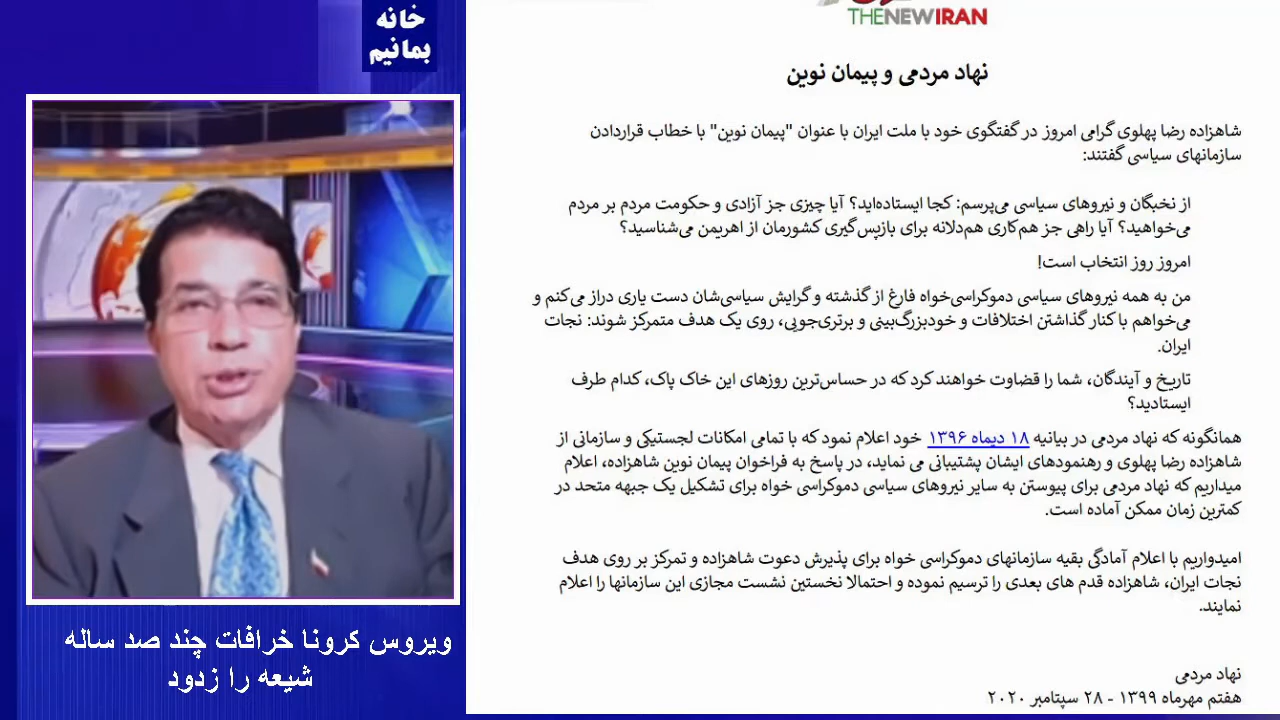 خانه
بمانیم
THENEWIRAN
نهاد مردمی و پیمان نوین
شاهزاده رضا پهلوی گرامی امروز در گفتگوی خود با ملت ایران با عنوان "پیمان نوین" با خطاب قراردادن
سازمانهای سیاسی گفتند:
از نخبگان و نیروهای سیاسی می‌پرسم: کجا ایستاده‌اید؟ آیا چیزی جز آزادی و حکومت مردم بر مردم
می‌خواهید؟ آیا راهی جز هم‌کاری هم‌دلانه برای بازپس‌گیری کشورمان از اهریمن می‌شناسید؟
امروز روز انتخاب است!
من به همه نیروهای سیاسی دموکراسی‌خواه فارغ از گذشته و گرایش سیاسی‌شان دست یاری دراز می‌کنم و
می‌خواهم با کنار گذاشتن اختلافات و خودبزرگ‌بینی و برتری‌جویی، روی یک هدف متمرکز شوند: نجات
ایران.
تاریخ و آیندگان، شما را قضاوت خواهند کرد که در حساس‌ترین روزهای این خاک پاک، کدام طرف
ایستادید؟
همانگونه که نهاد مردمی در بیانیه ۱۸ دیماه ۱۳۹۶ خود اعلام نمود که با تمامی امکانات لجستیکی و سازمانی از
شاهزاده رضا پهلوی و رهنمودهای ایشان پشتیبانی می نماید، در پاسخ به فراخوان پیمان نوین شاهزاده، اعلام
میداریم که نهاد مردمی برای پیوستن به سایر نیروهای سیاسی دموکراسی خواه برای تشکیل یک جبهه متحد در
کمترین زمان ممکن آماده است.
امیدواریم با اعلام آمادگی بقیه سازمانهای دموکراسی خواه برای پذیرش دعوت شاهزاده و تمرکز بر روی هدف
نجات ایران، شاهزاده قدم های بعدی را ترسیم نموده و احتمالا نخستین نشست مجازی این سازمانها را اعلام
نمایند.
نهاد مردمی
هفتم مهرماه ۱۳۹۹ - ۲۸ سپتامبر ۲۰۲۰
ویروس کرونا خرافات چند صد ساله
شیعه را زدود